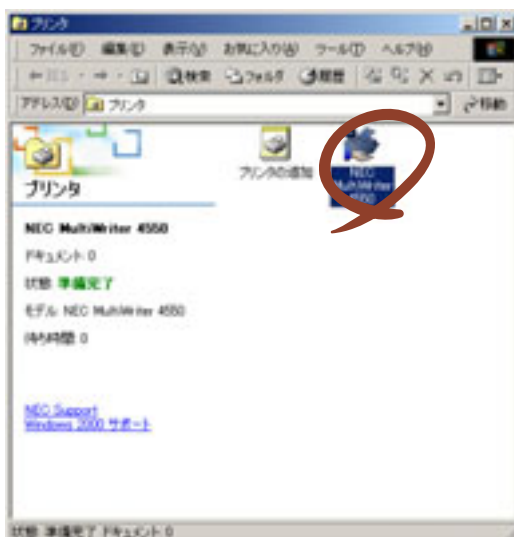 プリンタ
ファイル(F) 編集(E) 表示(V) お気に入り(A) ツール(T) ヘルプ(H)
検索 フォルダ 履歴
アドレス(D) プリンタ 移動
プリンタの追加
NEC MultiWriter 4550
プリンタ
NEC MultiWriter 4550
ドキュメント: 0
状態: 準備完了
モデル: NEC MultiWriter 4550
待ち時間: 0
NEC Support
Windows 2000 サポート
状態: 準備完了 ドキュメント: 0